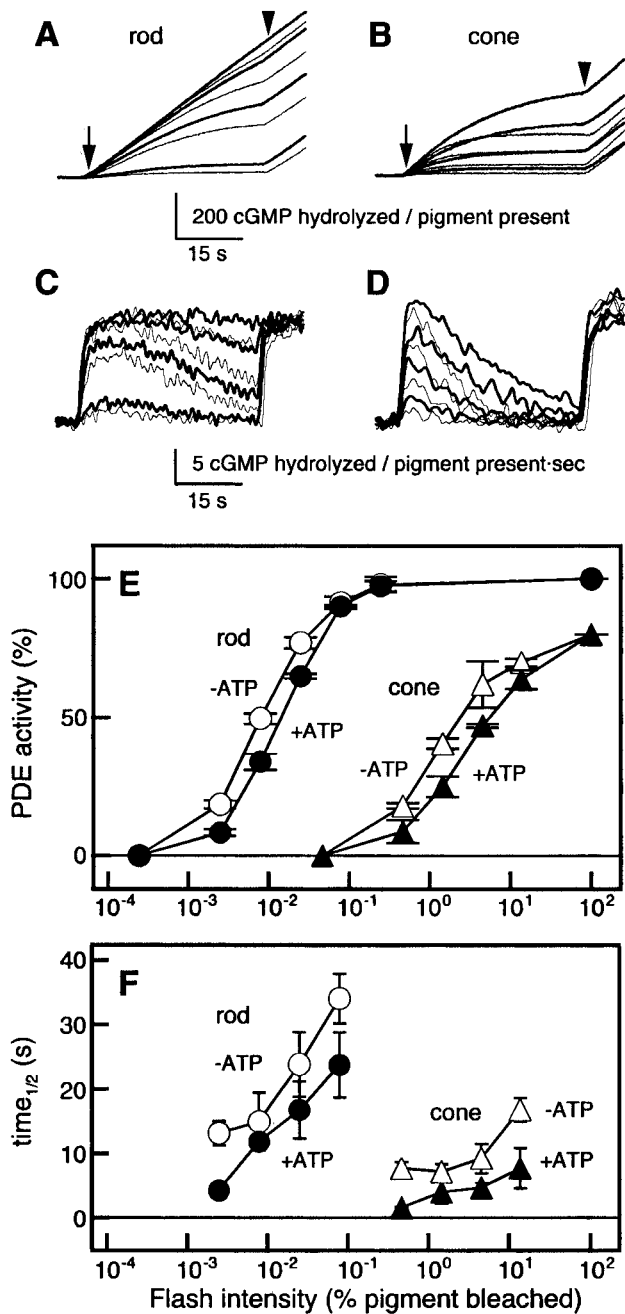 A rod B cone
200 cGMP hydrolyzed / pigment present
15 s
C D
5 cGMP hydrolyzed / pigment present·sec
15 s
E
PDE activity (%)
100
50
0
rod
-ATP
+ATP
cone
-ATP
+ATP
10⁻⁴ 10⁻³ 10⁻² 10⁻¹ 10⁰ 10¹ 10²
F
time1/2 (s)
40
30
20
10
0
rod
-ATP
+ATP
cone
-ATP
+ATP
10⁻⁴ 10⁻³ 10⁻² 10⁻¹ 10⁰ 10¹ 10²
Flash intensity (% pigment bleached)